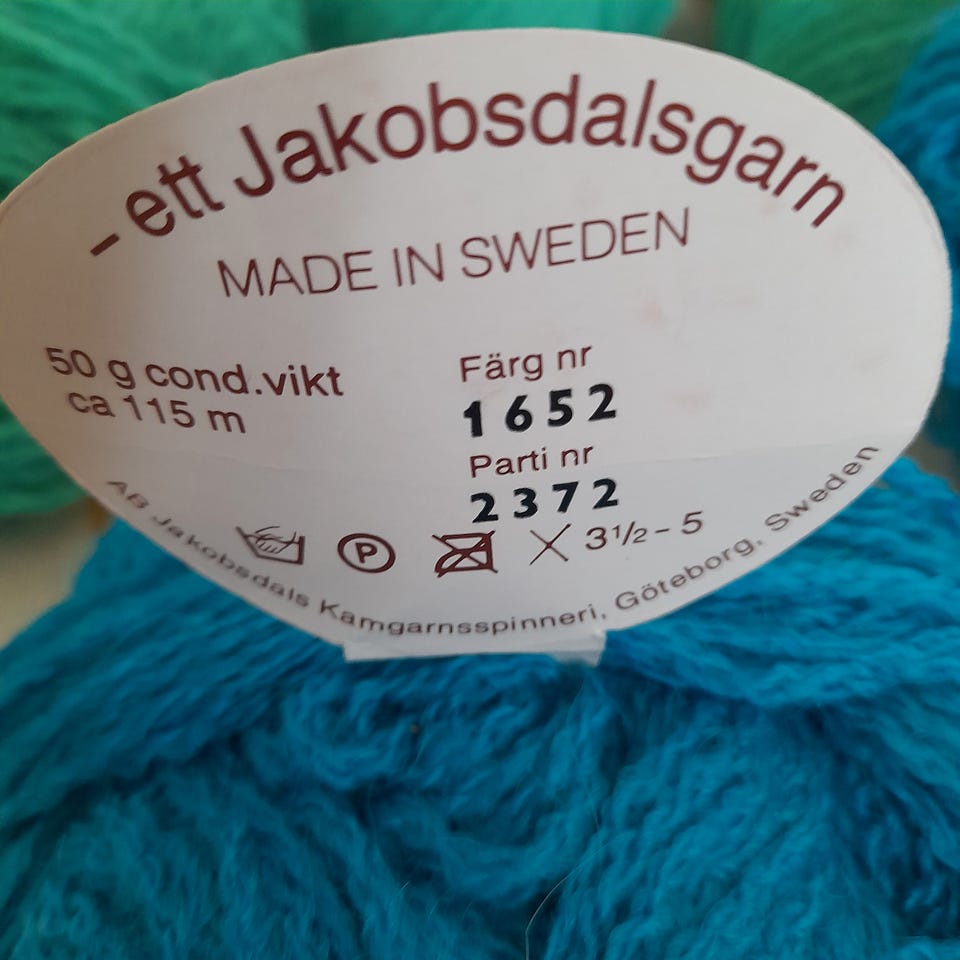 - ett Jakobsdalsgarn
MADE IN SWEDEN
50 g cond.vikt
ca 115 m
Färg nr
1652
Parti nr
2372
P
3½ - 5
AB Jakobsdals Kamgarnsspinneri, Göteborg, Sweden